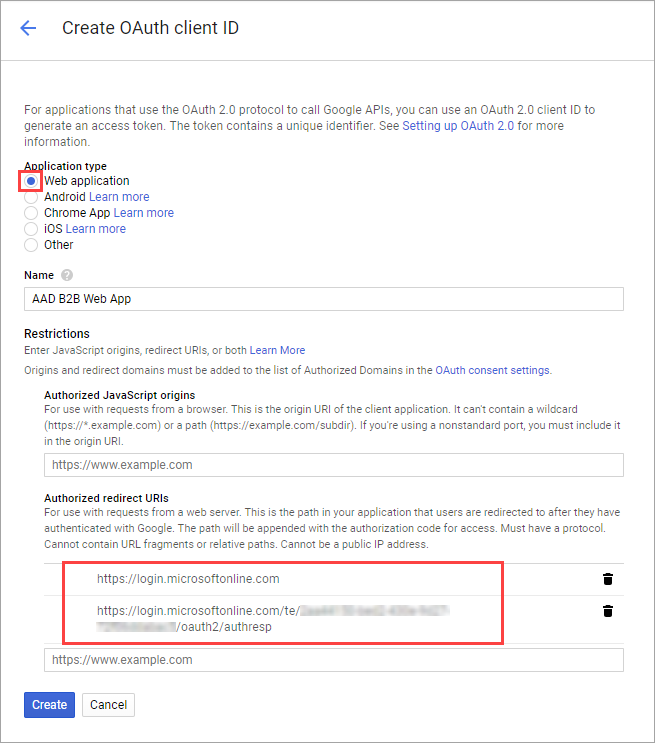 Create OAuth client ID
For applications that use the OAuth 2.0 protocol to call Google APIs, you can use an OAuth 2.0 client ID to
generate an access token. The token contains a unique identifier. See Setting up OAuth 2.0 for more
information.
Application type
Web application
Android Learn more
Chrome App Learn more
iOS Learn more
Other
Name ?
AAD B2B Web App
Restrictions
Enter JavaScript origins, redirect URIs, or both Learn More
Origins and redirect domains must be added to the list of Authorized Domains in the OAuth consent settings.
Authorized JavaScript origins
For use with requests from a browser. This is the origin URI of the client application. It can't contain a wildcard
(https://*.example.com) or a path (https://example.com/subdir). If you're using a nonstandard port, you must include it
in the origin URI.
https://www.example.com
Authorized redirect URIs
For use with requests from a web server. This is the path in your application that users are redirected to after they have
authenticated with Google. The path will be appended with the authorization code for access. Must have a protocol.
Cannot contain URL fragments or relative paths. Cannot be a public IP address.
https://login.microsoftonline.com
https://login.microsoftonline.com/te/
/oauth2/authresp
https://www.example.com
Create Cancel